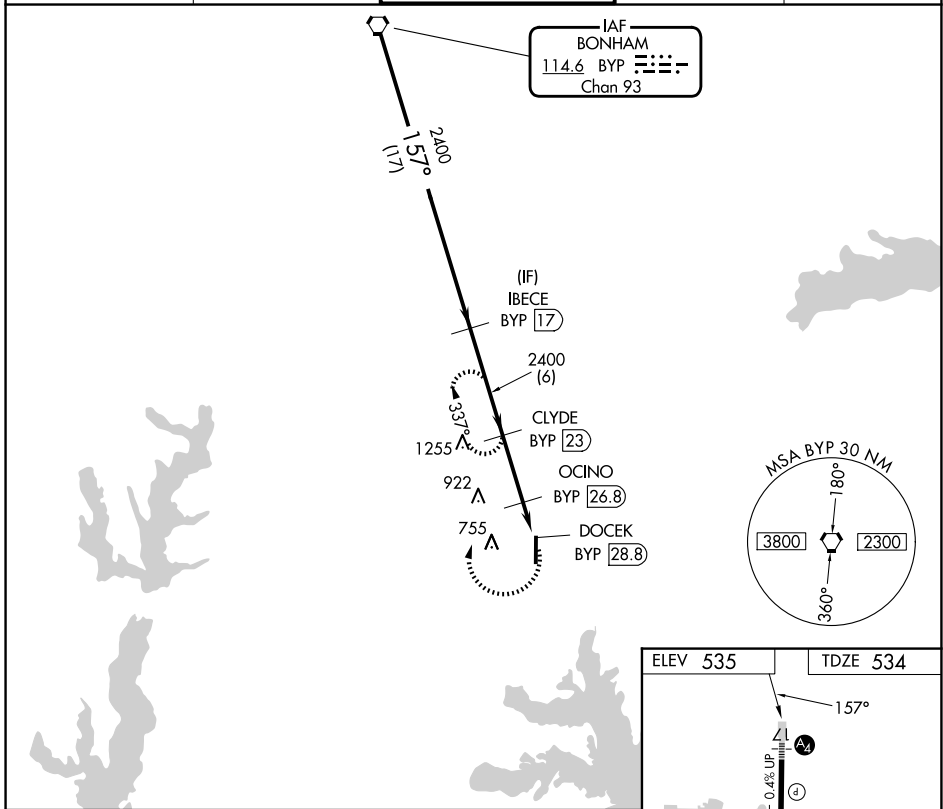 IAF
BONHAM
114.6 BYP
Chan 93
2400
157°
(17)
(IF)
IBECE
BYP 17
2400
(6)
337°
CLYDE
BYP 23
1255
OCINO
BYP 26.8
922
755
DOCEK
BYP 28.8
MSA BYP 30 NM
180°
3800
2300
360°
ELEV 535
TDZE 534
157°
17
A4
0.4% UP
P